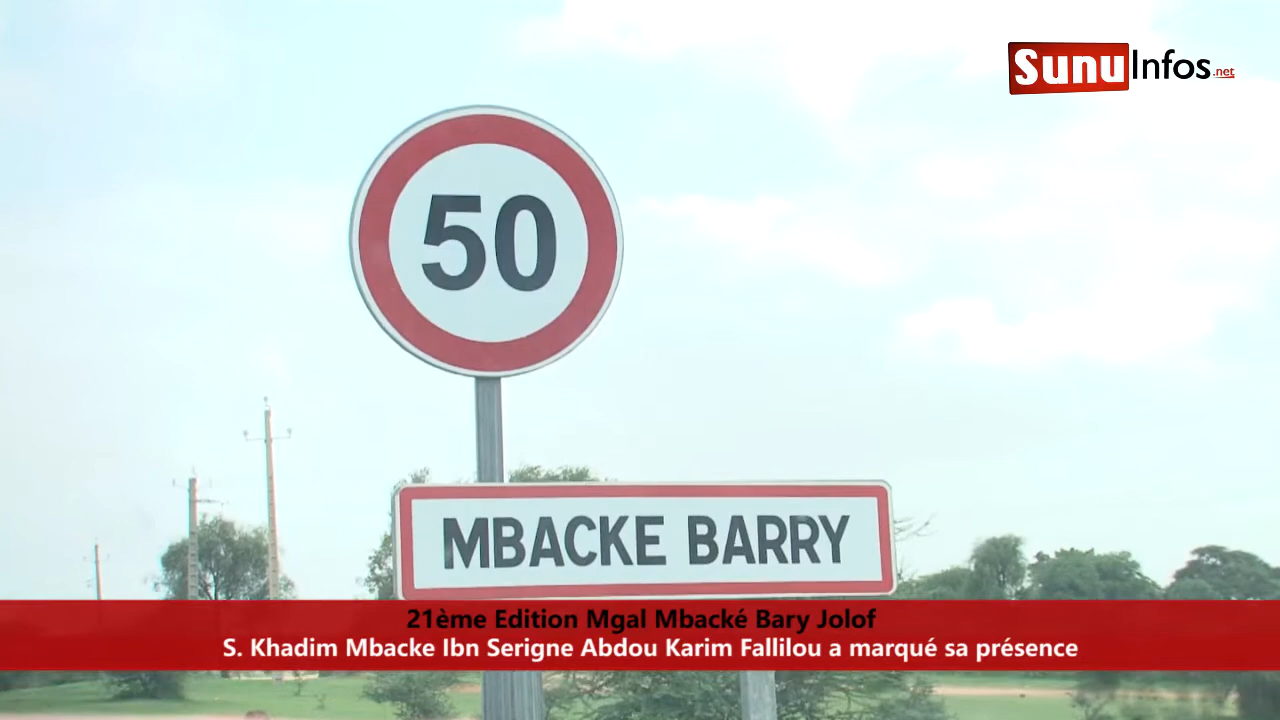 SunuInfos.net
50
MBACKE BARRY
21ème Edition Mgal Mbacké Bary Jolof
S. Khadim Mbacke Ibn Serigne Abdou Karim Fallilou a marqué sa présence